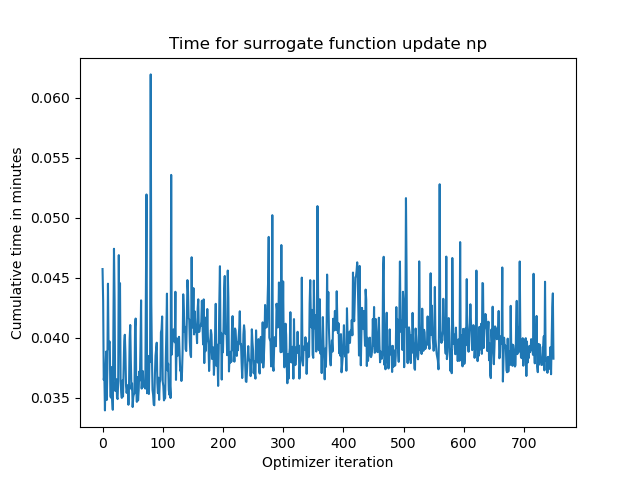 Time for surrogate function update np
Cumulative time in minutes
0.060
0.055
0.050
0.045
0.040
0.035
0 100 200 300 400 500 600 700
Optimizer iteration